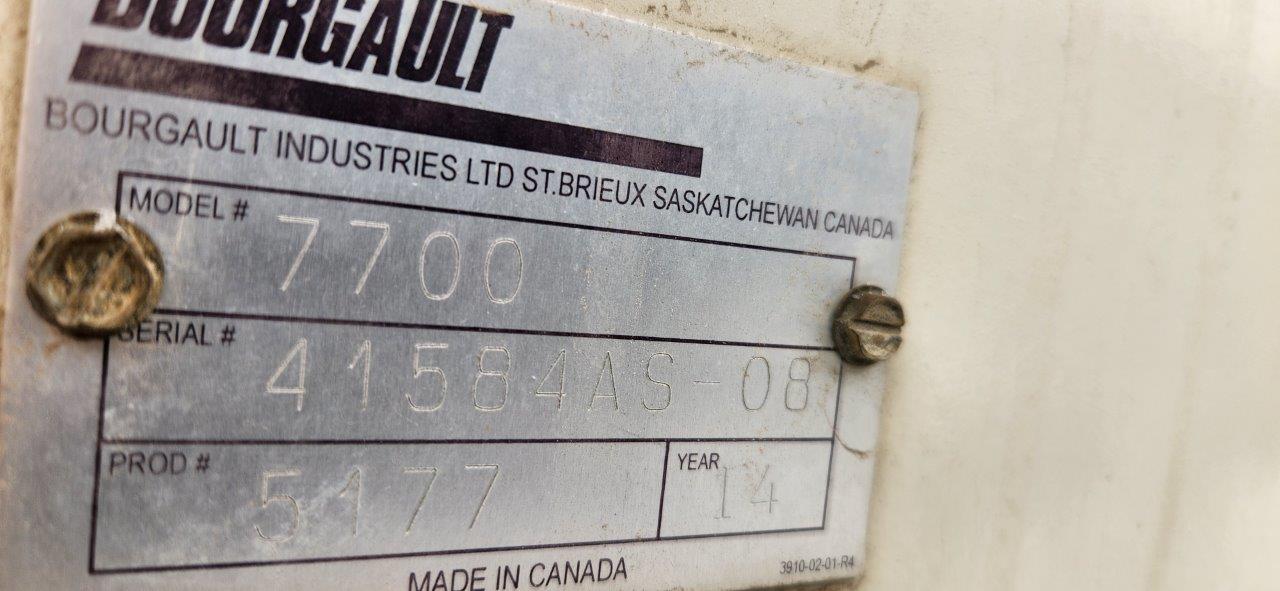 BOURGAULT
BOURGAULT INDUSTRIES LTD ST.BRIEUX SASKATCHEWAN CANADA
MODEL # 7700
SERIAL # 41584AS-08
PROD # 5177 YEAR 14
MADE IN CANADA 3910-02-01-R4